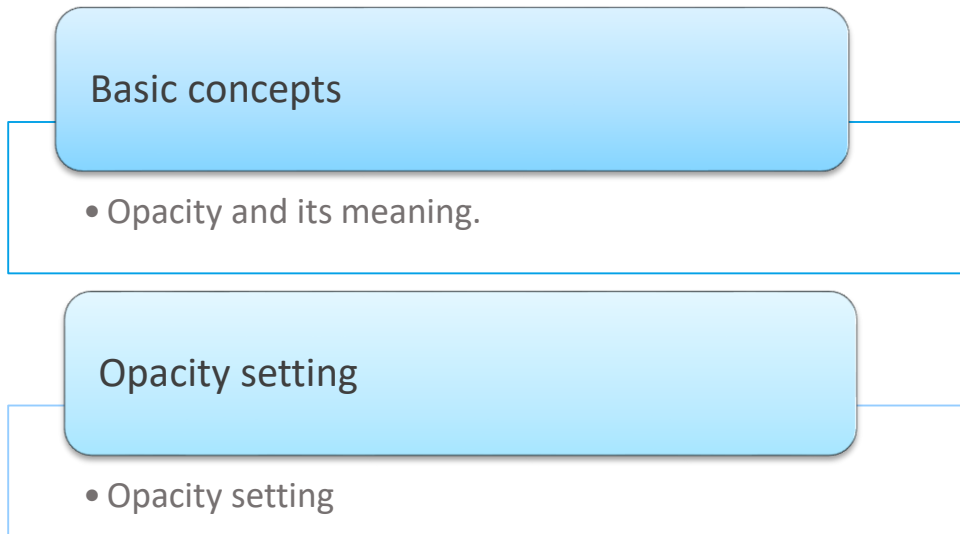 Basic concepts
• Opacity and its meaning.
Opacity setting
• Opacity setting